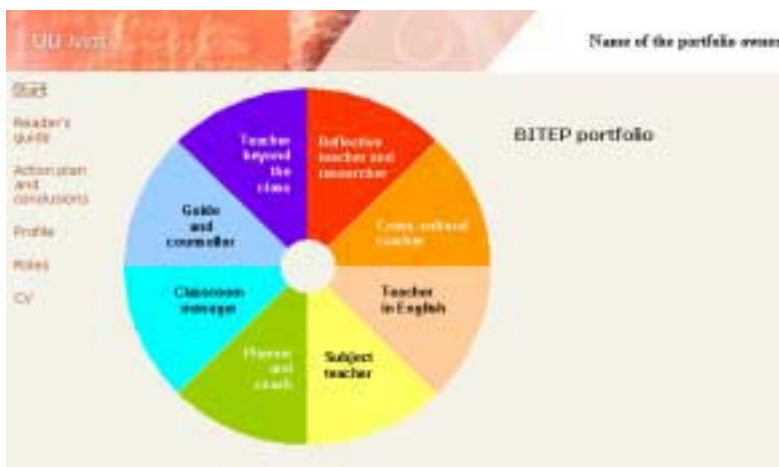 Name of the portfolio owner
Start
Reader's
guide
Action plan
and
conclusions
Profile
Roles
CV
BITEP portfolio
Teacher
beyond
the
class
Reflective
teacher and
researcher
Cross-cultural
teacher
Teacher
in English
Subject
teacher
Planner
and
coach
Classroom
manager
Guide
and
counsellor